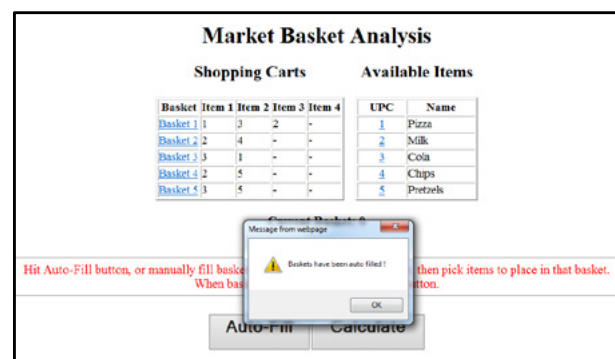 Market Basket Analysis
Shopping Carts
Available Items
Basket Item 1 Item 2 Item 3 Item 4
Basket 1 1 3 2 -
Basket 2 2 4 - -
Basket 3 3 1 - -
Basket 4 2 5 - -
Basket 5 3 5 - -
UPC Name
1 Pizza
2 Milk
3 Cola
4 Chips
5 Pretzels
Message from webpage
Baskets have been auto filled !
OK
Hit Auto-Fill button, or manually fill then pick items to place in that basket.
When
Auto-Fill Calculate